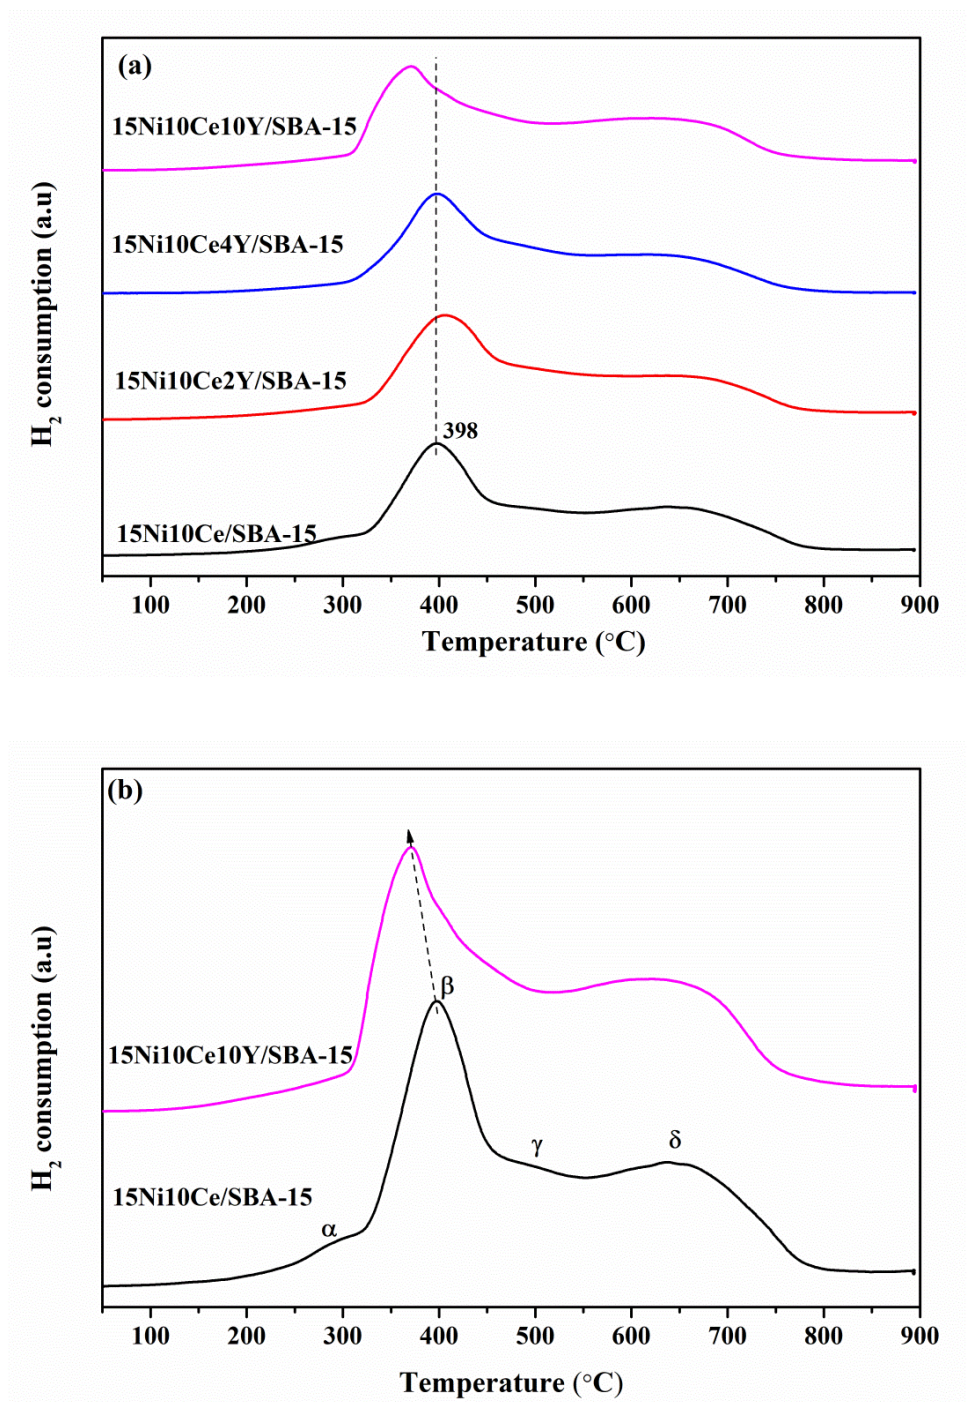 (a)
15Ni10Ce10Y/SBA-15
15Ni10Ce4Y/SBA-15
15Ni10Ce2Y/SBA-15
398
15Ni10Ce/SBA-15
H₂ consumption (a.u)
100 200 300 400 500 600 700 800 900
Temperature (°C)
(b)
β
15Ni10Ce10Y/SBA-15
γ
δ
15Ni10Ce/SBA-15
α
H₂ consumption (a.u)
100 200 300 400 500 600 700 800 900
Temperature (°C)